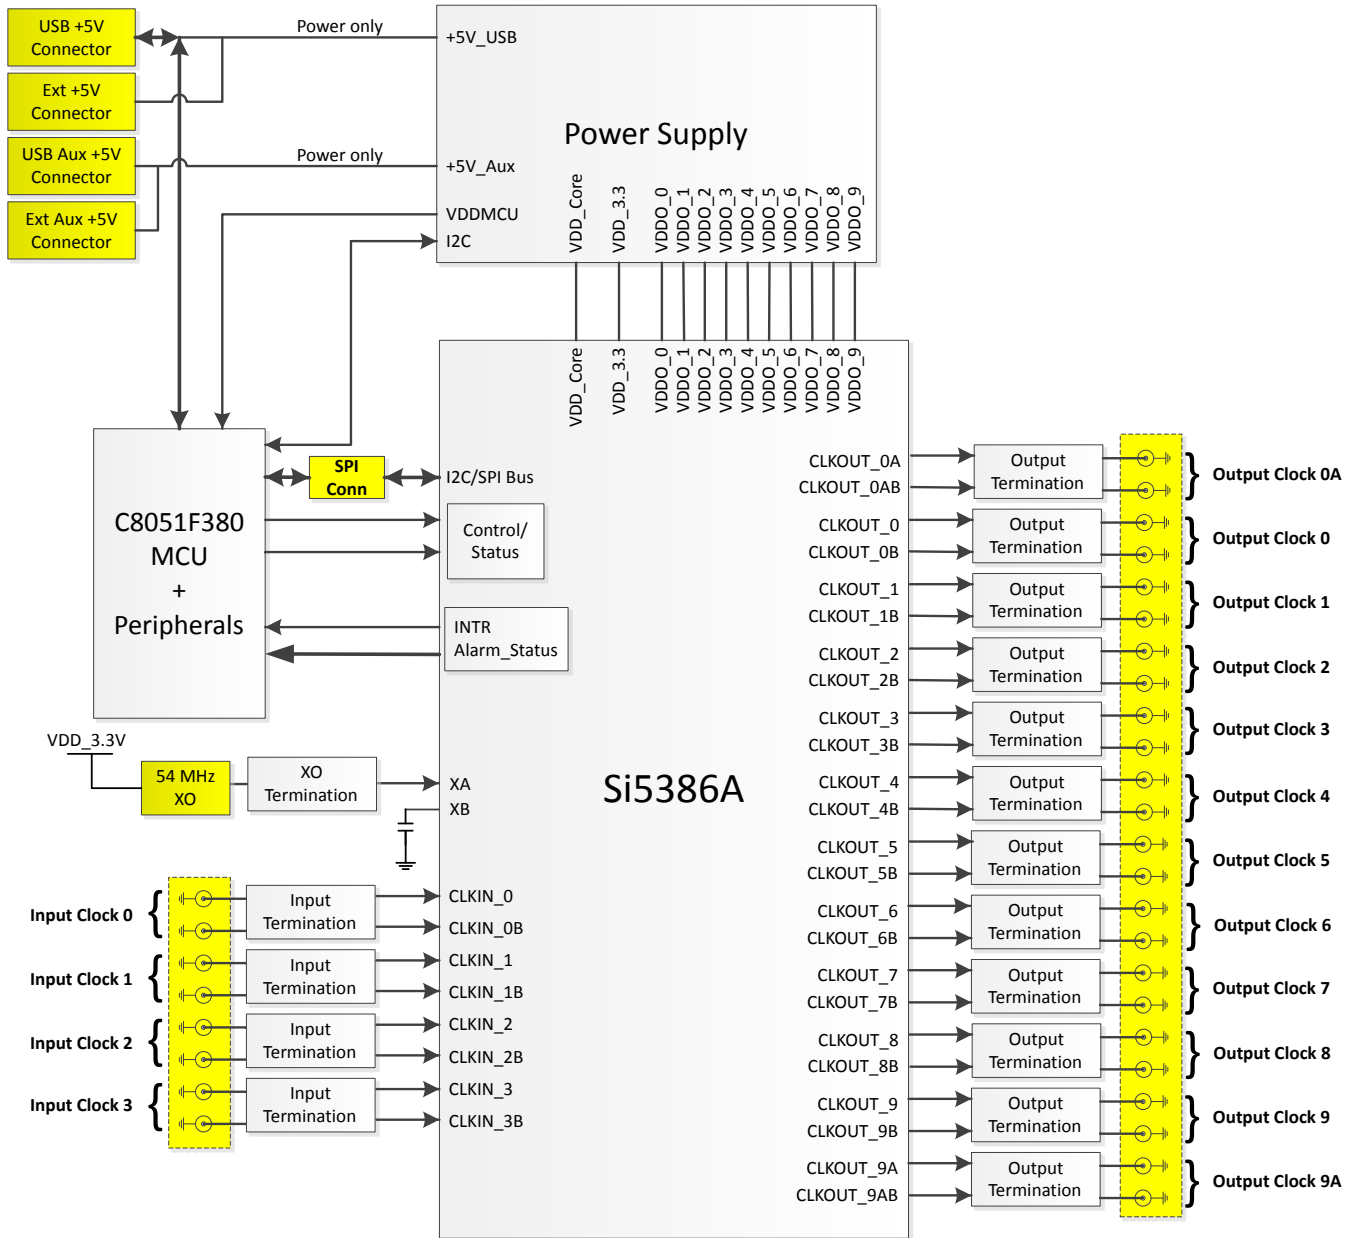 USB +5V
Connector
Ext +5V
Connector
USB Aux +5V
Connector
Ext Aux +5V
Connector
Power only
Power only
+5V_USB
+5V_Aux
VDDMCU
I2C
Power Supply
VDD_Core
VDD_3.3
VDDO_0
VDDO_1
VDDO_2
VDDO_3
VDDO_4
VDDO_5
VDDO_6
VDDO_7
VDDO_8
VDDO_9
VDD_Core
VDD_3.3
VDDO_0
VDDO_1
VDDO_2
VDDO_3
VDDO_4
VDDO_5
VDDO_6
VDDO_7
VDDO_8
VDDO_9
C8051F380
MCU
+
Peripherals
SPI
Conn
I2C/SPI Bus
Control/
Status
INTR
Alarm_Status
VDD_3.3V
54 MHz
XO
XO
Termination
XA
XB
Si5386A
Input Clock 0
Input
Termination
CLKIN_0
CLKIN_0B
Input Clock 1
Input
Termination
CLKIN_1
CLKIN_1B
Input Clock 2
Input
Termination
CLKIN_2
CLKIN_2B
Input Clock 3
Input
Termination
CLKIN_3
CLKIN_3B
CLKOUT_0A
CLKOUT_0AB
Output
Termination
Output Clock 0A
CLKOUT_0
CLKOUT_0B
Output
Termination
Output Clock 0
CLKOUT_1
CLKOUT_1B
Output
Termination
Output Clock 1
CLKOUT_2
CLKOUT_2B
Output
Termination
Output Clock 2
CLKOUT_3
CLKOUT_3B
Output
Termination
Output Clock 3
CLKOUT_4
CLKOUT_4B
Output
Termination
Output Clock 4
CLKOUT_5
CLKOUT_5B
Output
Termination
Output Clock 5
CLKOUT_6
CLKOUT_6B
Output
Termination
Output Clock 6
CLKOUT_7
CLKOUT_7B
Output
Termination
Output Clock 7
CLKOUT_8
CLKOUT_8B
Output
Termination
Output Clock 8
CLKOUT_9
CLKOUT_9B
Output
Termination
Output Clock 9
CLKOUT_9A
CLKOUT_9AB
Output
Termination
Output Clock 9A